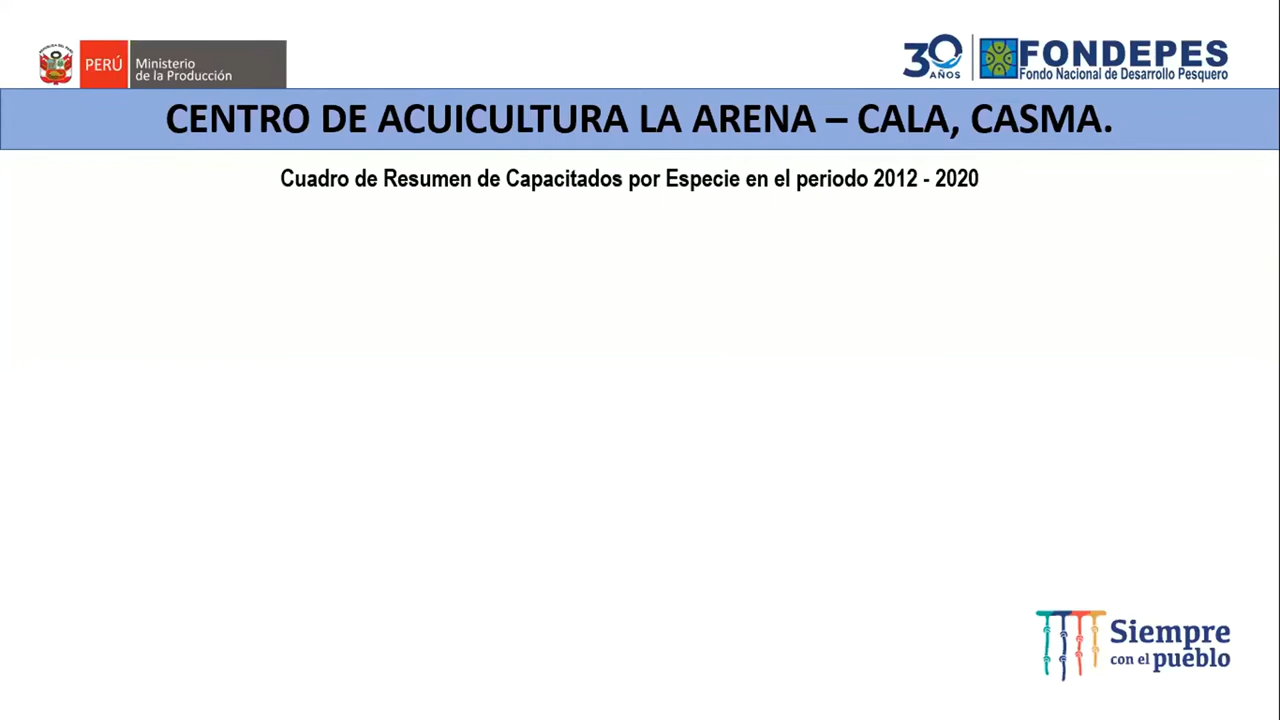 PERÚ
Ministerio
de la Producción
30
AÑOS
FONDEPES
Fondo Nacional de Desarrollo Pesquero
CENTRO DE ACUICULTURA LA ARENA – CALA, CASMA.
Cuadro de Resumen de Capacitados por Especie en el periodo 2012 - 2020
Siempre
con el pueblo